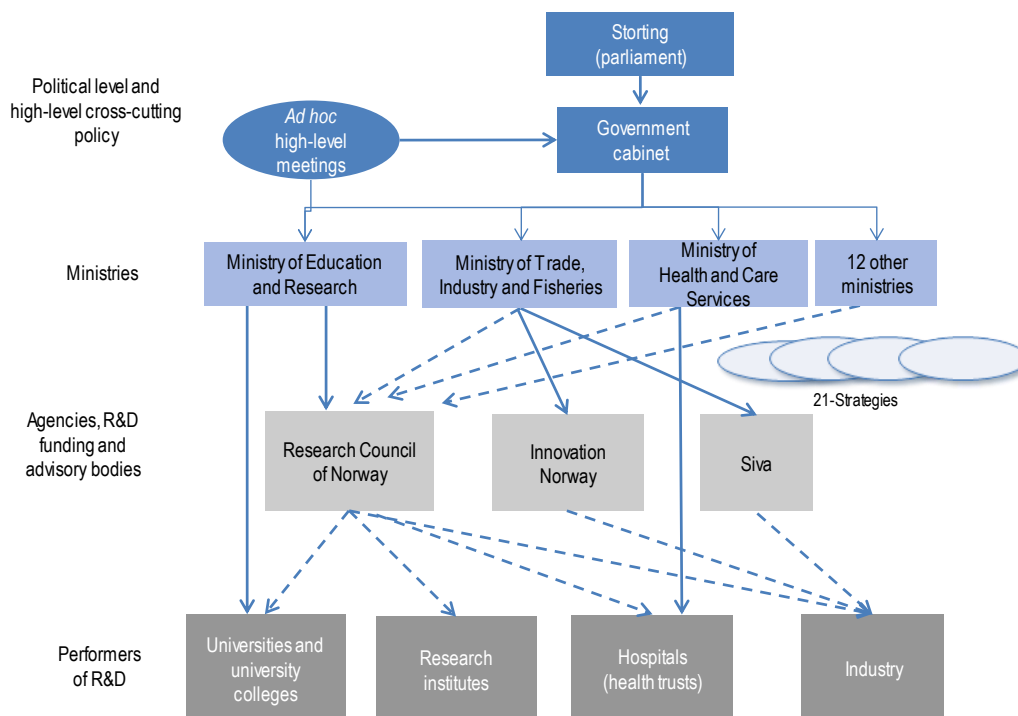 Storting
(parliament)
Political level and
high-level cross-cutting
policy
Ad hoc
high-level
meetings
Government
cabinet
Ministries
Ministry of Education
and Research
Ministry of Trade,
Industry and Fisheries
Ministry of
Health and Care
Services
12 other
ministries
21-Strategies
Agencies, R&D
funding and
advisory bodies
Research Council
of Norway
Innovation
Norway
Siva
Performers
of R&D
Universities and
university
colleges
Research
institutes
Hospitals
(health trusts)
Industry